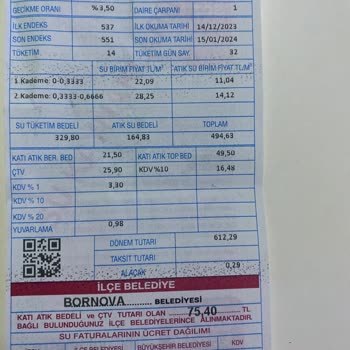 GECİKME ORANI %3,50 DAİRE ÇARPANI 1
İLK ENDEKS 537 İLK OKUMA TARİHİ 14/12/2023
SON ENDEKS 551 SON OKUMA TARİHİ 15/01/2024
TÜKETİM 14 TÜKETİM GÜN SAY. 32
SU BİRİM FİYAT TL/M³ ATIK SU BİRİM FİYAT TL/M³
1 Kademe: 0-0,3333 22,09 11,04
2 Kademe: 0,3333-0,6666 28,25 14,12
SU TÜKETİM BEDELİ ATIK SU BEDELİ TOPLAM
329,80 164,83 494,63
KATI ATIK BER. BED 21,50 KATI ATIK TOP BED 49,50
ÇTV 25,90 KDV %10 16,48
KDV % 1 3,30
KDV % 10
KDV % 20
YUVARLAMA 0,98
DÖNEM TUTARI 612,29
TAKSİT TUTARI
ALACAK 0,29
İLÇE BELEDİYE
BORNOVA........... BELEDİYESİ
KATI ATIK BEDELİ ve ÇTV TUTARI OLAN ......75,40...... TL
BAĞLI BULUNDUĞUNUZ İLÇE BELEDİYELERİNCE ALINMAKTADIR.
SU FATURALARININ ÜCRET DAĞILIMI
İLÇE BELEDİYE BÜYÜKŞEHİR BELEDİYE KDV